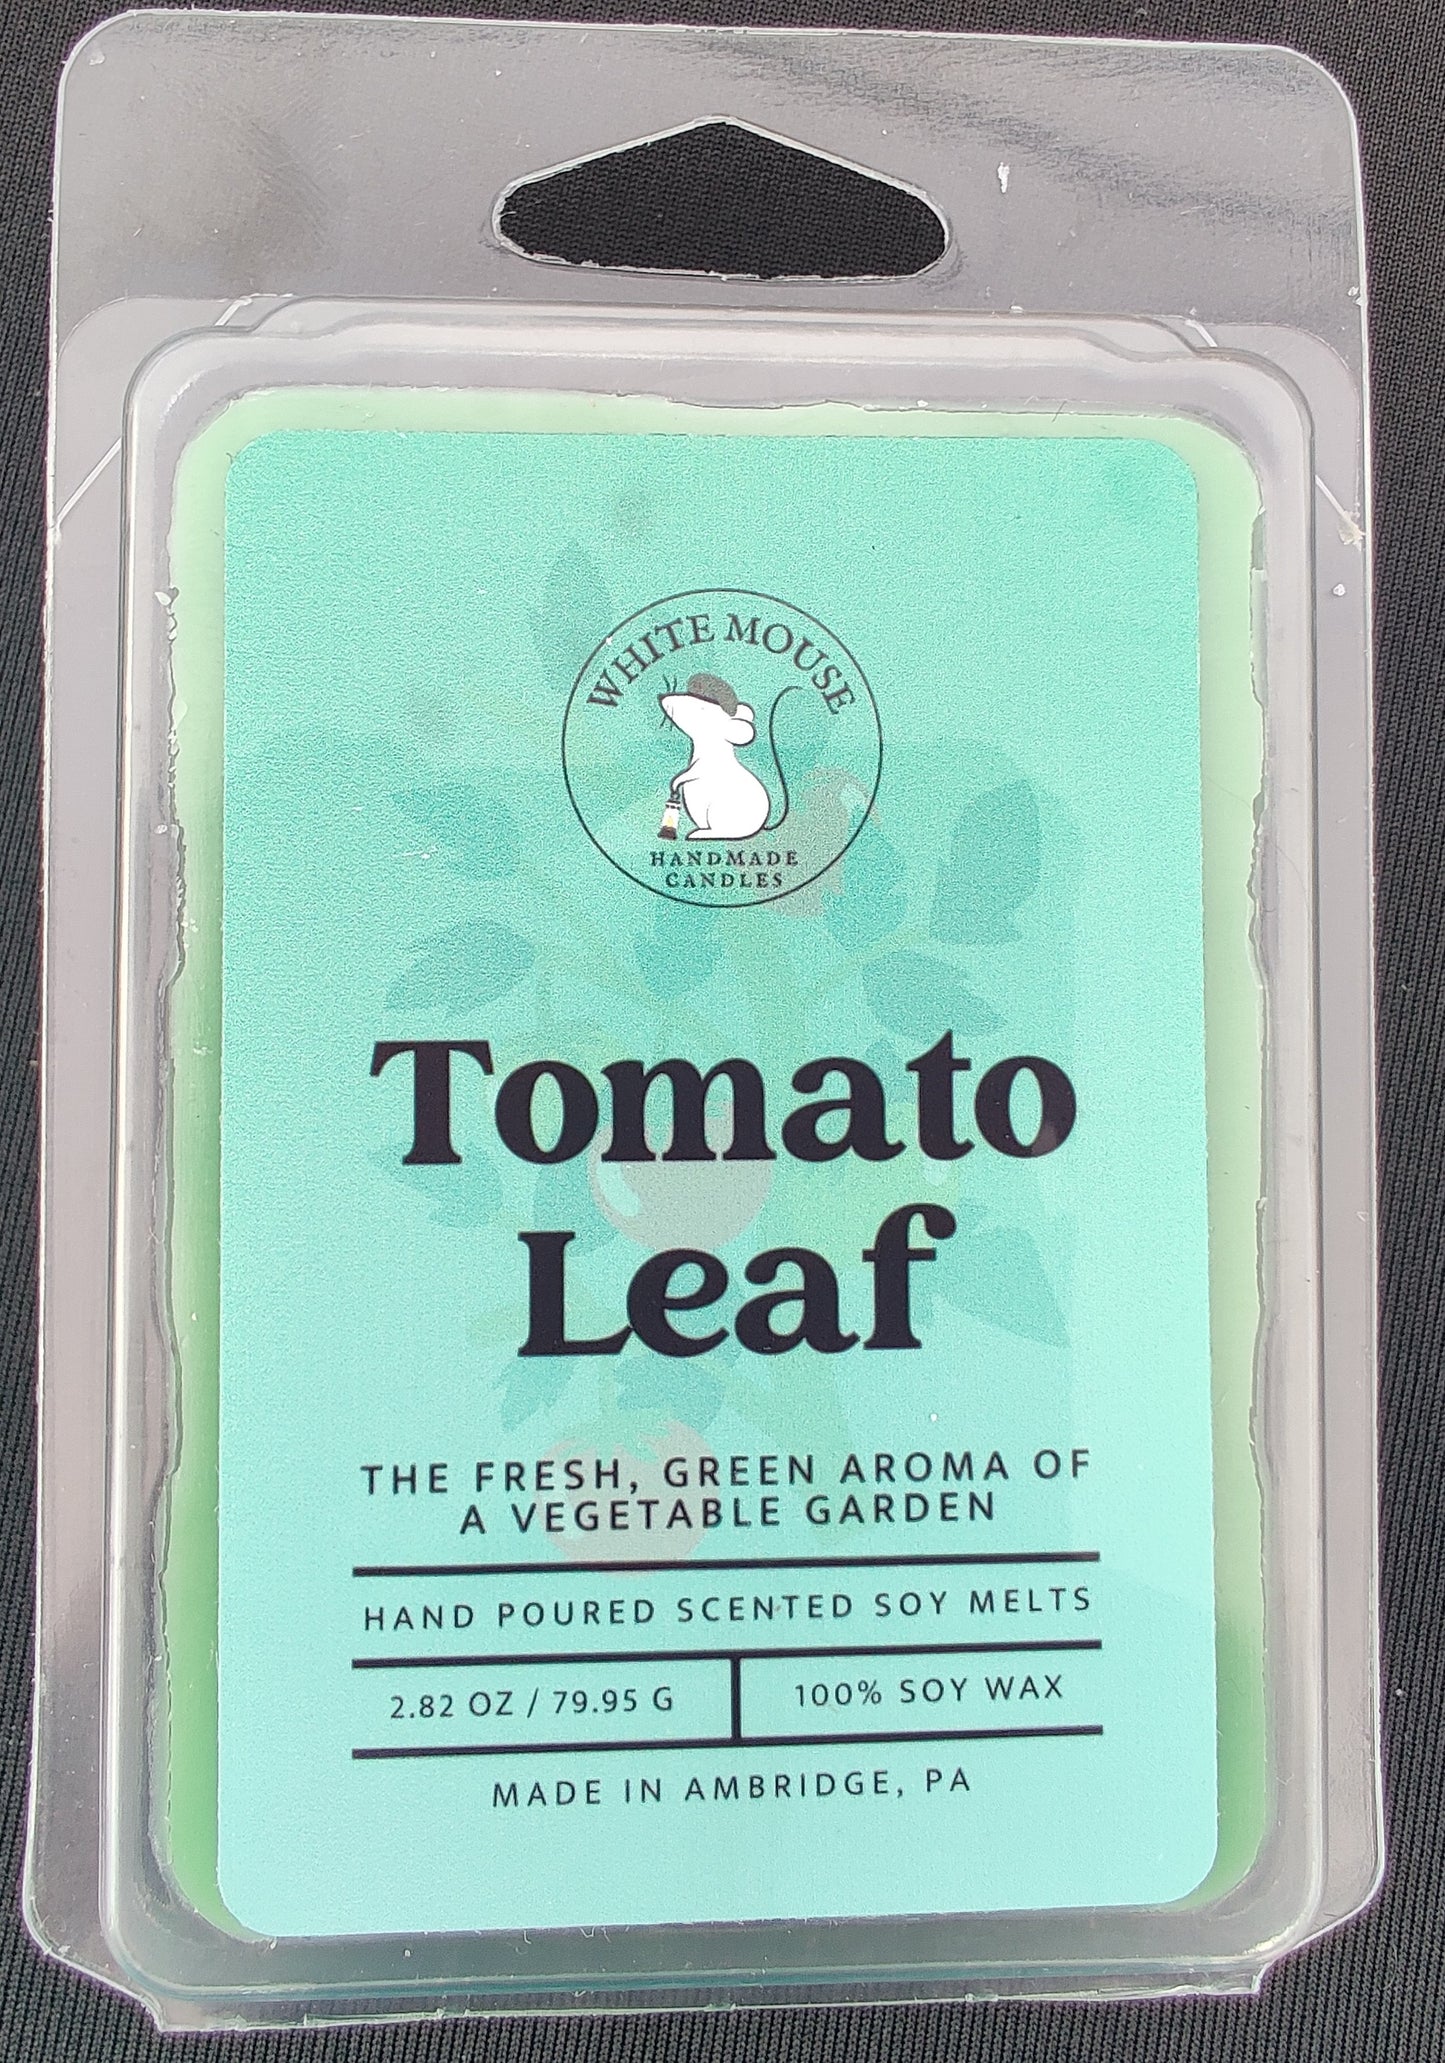 WHITE MOUSE
HANDMADE
CANDLES
Tomato
Leaf
THE FRESH, GREEN AROMA OF
A VEGETABLE GARDEN
HAND POURED SCENTED SOY MELTS
2.82 OZ / 79.95 G
100% SOY WAX
MADE IN AMBRIDGE, PA